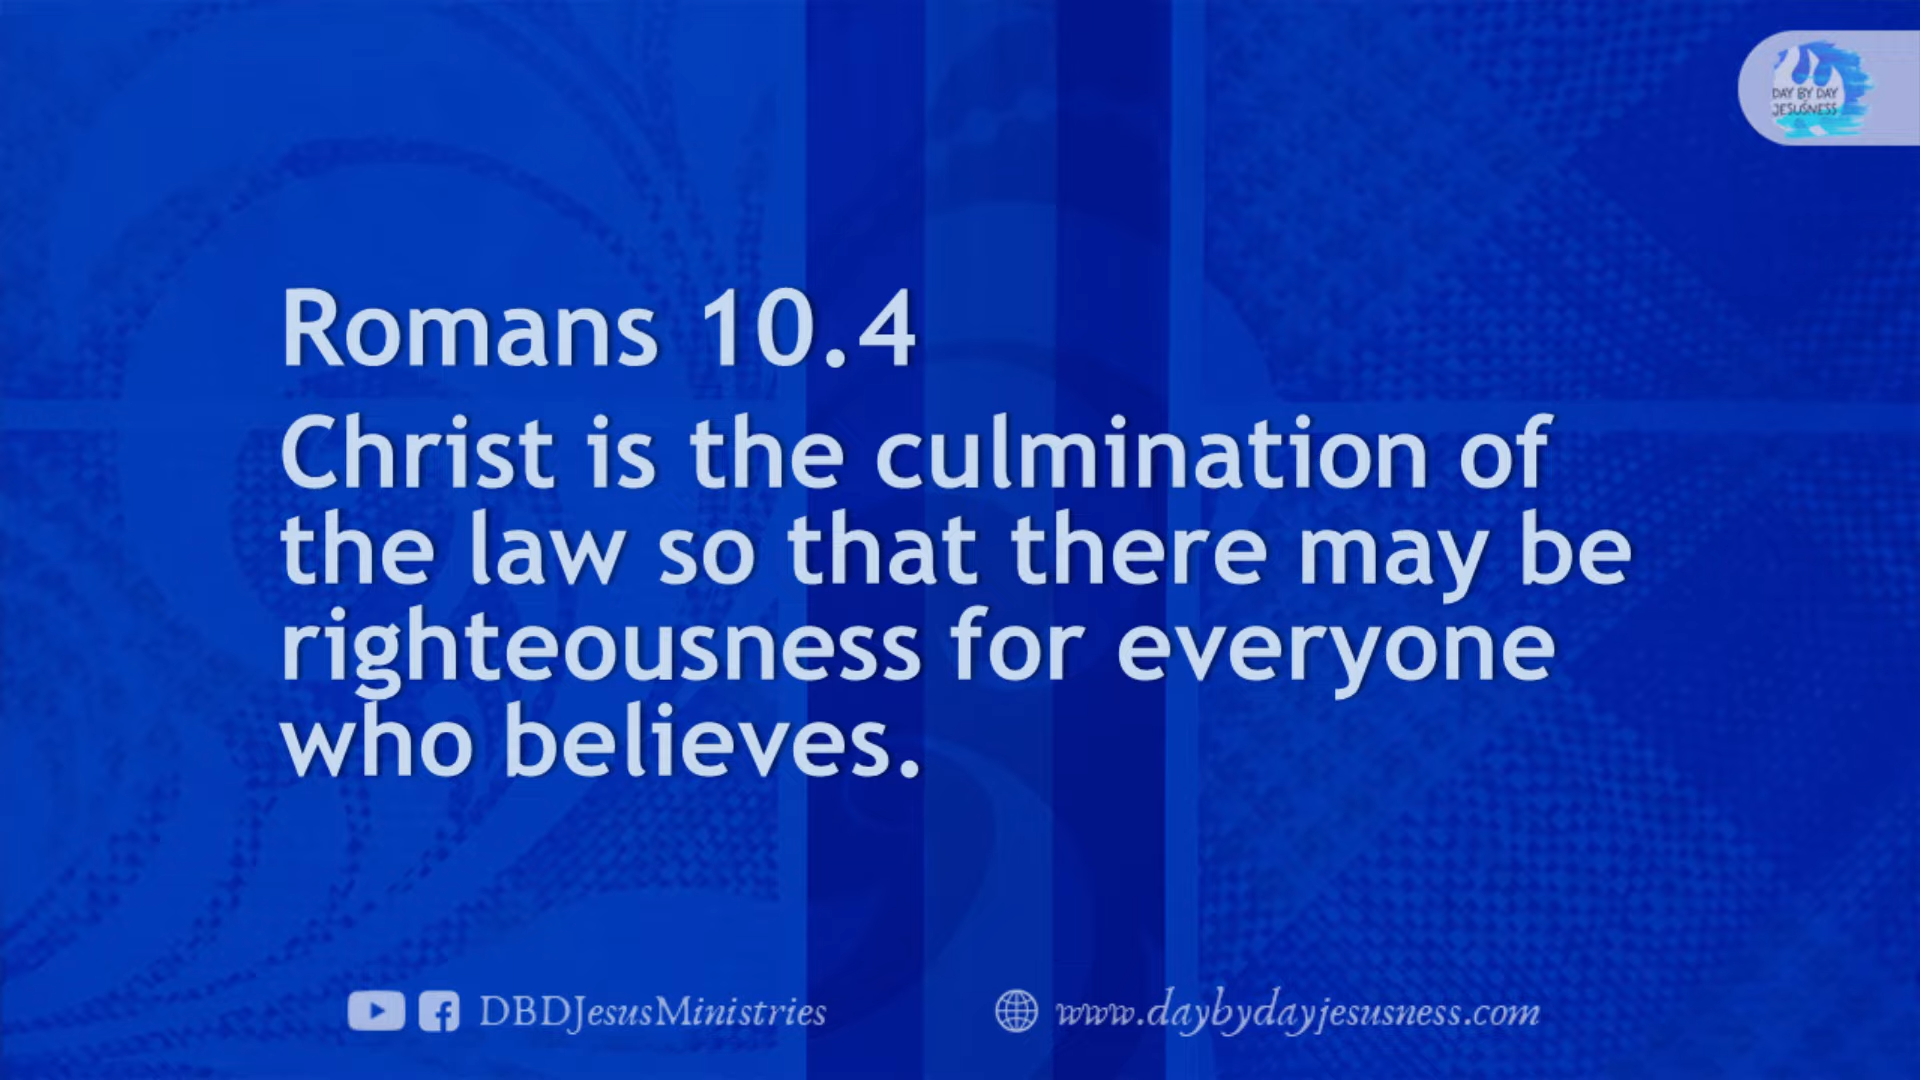 DAY BY DAY
JESUSNESS
Romans 10.4
Christ is the culmination of
the law so that there may be
righteousness for everyone
who believes.
DBDJesusMinistries
www.daybydayjesusness.com